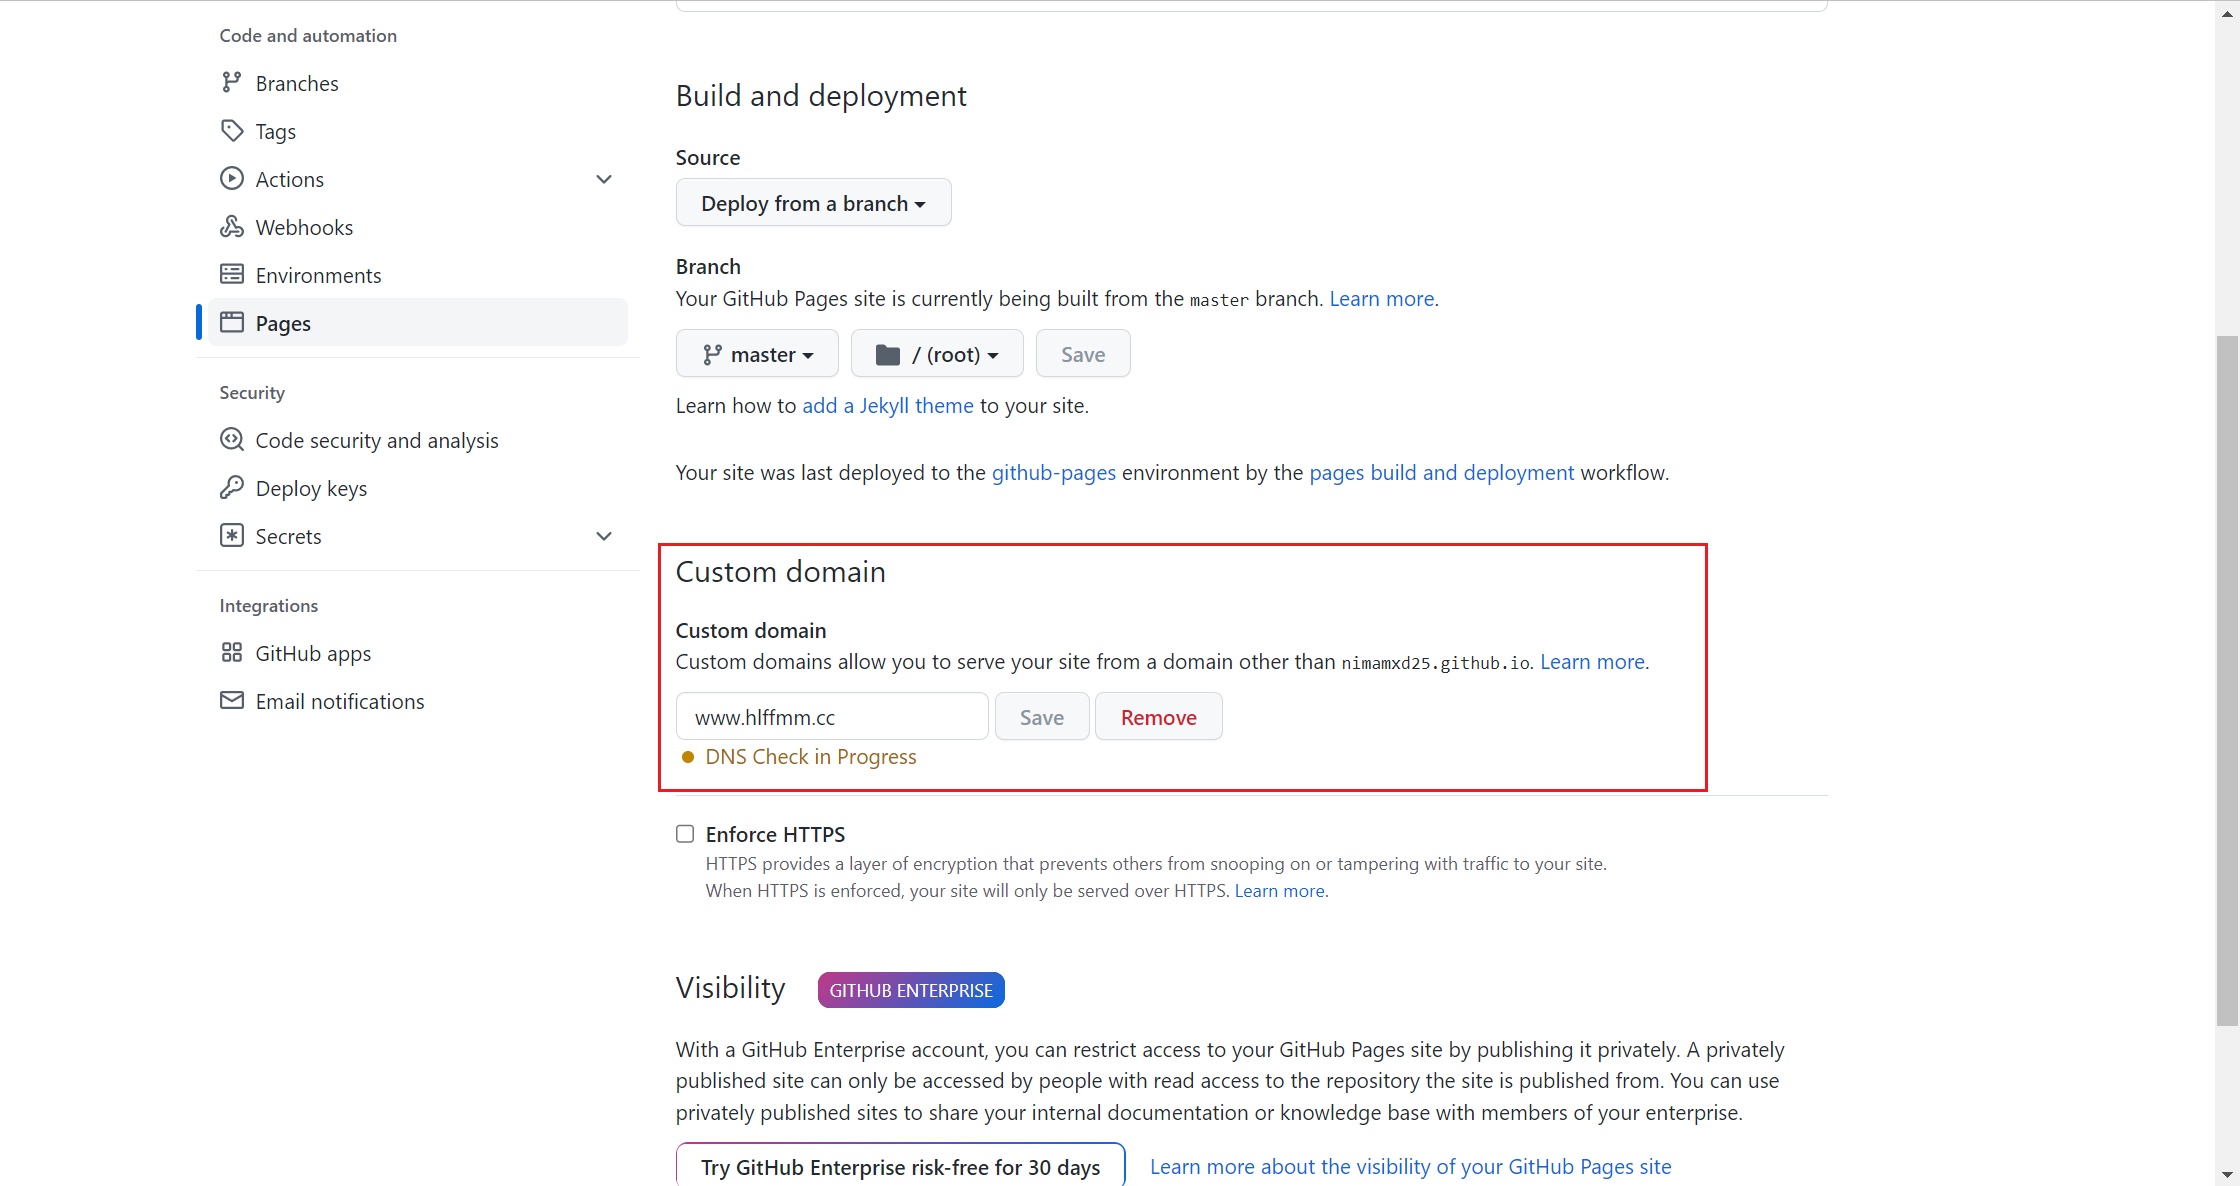 Code and automation
Branches
Tags
Actions
Webhooks
Environments
Pages
Security
Code security and analysis
Deploy keys
Secrets
Integrations
GitHub apps
Email notifications
Build and deployment
Source
Deploy from a branch
Branch
Your GitHub Pages site is currently being built from the master branch. Learn more.
master / (root) Save
Learn how to add a Jekyll theme to your site.
Your site was last deployed to the github-pages environment by the pages build and deployment workflow.
Custom domain
Custom domain
Custom domains allow you to serve your site from a domain other than nimamxd25.github.io. Learn more.
www.hlffmm.cc Save Remove
DNS Check in Progress
Enforce HTTPS
HTTPS provides a layer of encryption that prevents others from snooping on or tampering with traffic to your site.
When HTTPS is enforced, your site will only be served over HTTPS. Learn more.
Visibility GITHUB ENTERPRISE
With a GitHub Enterprise account, you can restrict access to your GitHub Pages site by publishing it privately. A privately
published site can only be accessed by people with read access to the repository the site is published from. You can use
privately published sites to share your internal documentation or knowledge base with members of your enterprise.
Try GitHub Enterprise risk-free for 30 days Learn more about the visibility of your GitHub Pages site